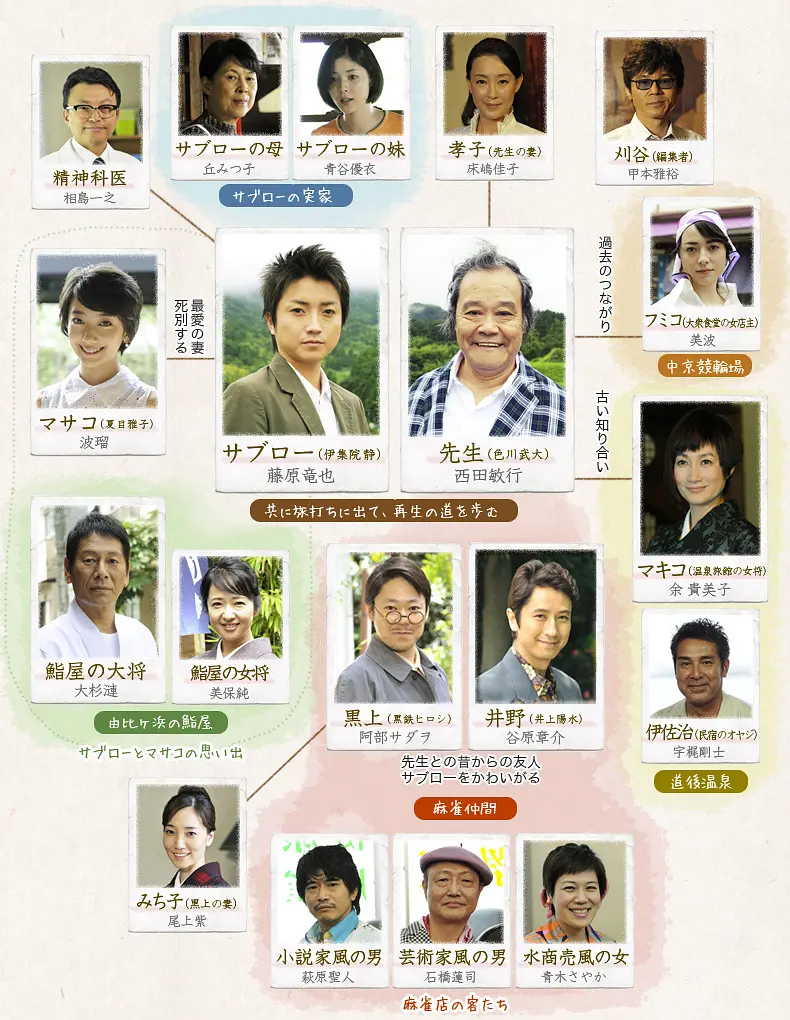 精神科医
相島一之
サブローの母
丘みつ子
サブローの妹
青谷優衣
サブローの実家
孝子(先生の妻)
床嶋佳子
刈谷(編集者)
甲本雅裕
マサコ(夏目雅子)
波瑠
最愛の妻
死別する
サブロー(伊集院静)
藤原竜也
先生(色川武大)
西田敏行
共に旅打ちに出て、再生の道を歩む
過去のつながり
フミコ(大衆食堂の女店主)
美波
中京競輪場
古い知り合い
マキコ(温泉旅館の女将)
余 貴美子
伊佐治(民宿のオヤジ)
宇梶剛士
道後温泉
鮨屋の大将
大杉漣
鮨屋の女将
美保純
由比ヶ浜の鮨屋
サブローとマサコの思い出
黒上(黒鉄ヒロシ)
阿部サダヲ
井野(井上陽水)
谷原章介
先生との昔からの友人
サブローをかわいがる
麻雀仲間
みち子(黒上の妻)
尾上紫
小説家風の男
萩原聖人
芸術家風の男
石橋蓮司
水商売風の女
青木さやか
麻雀店の客たち